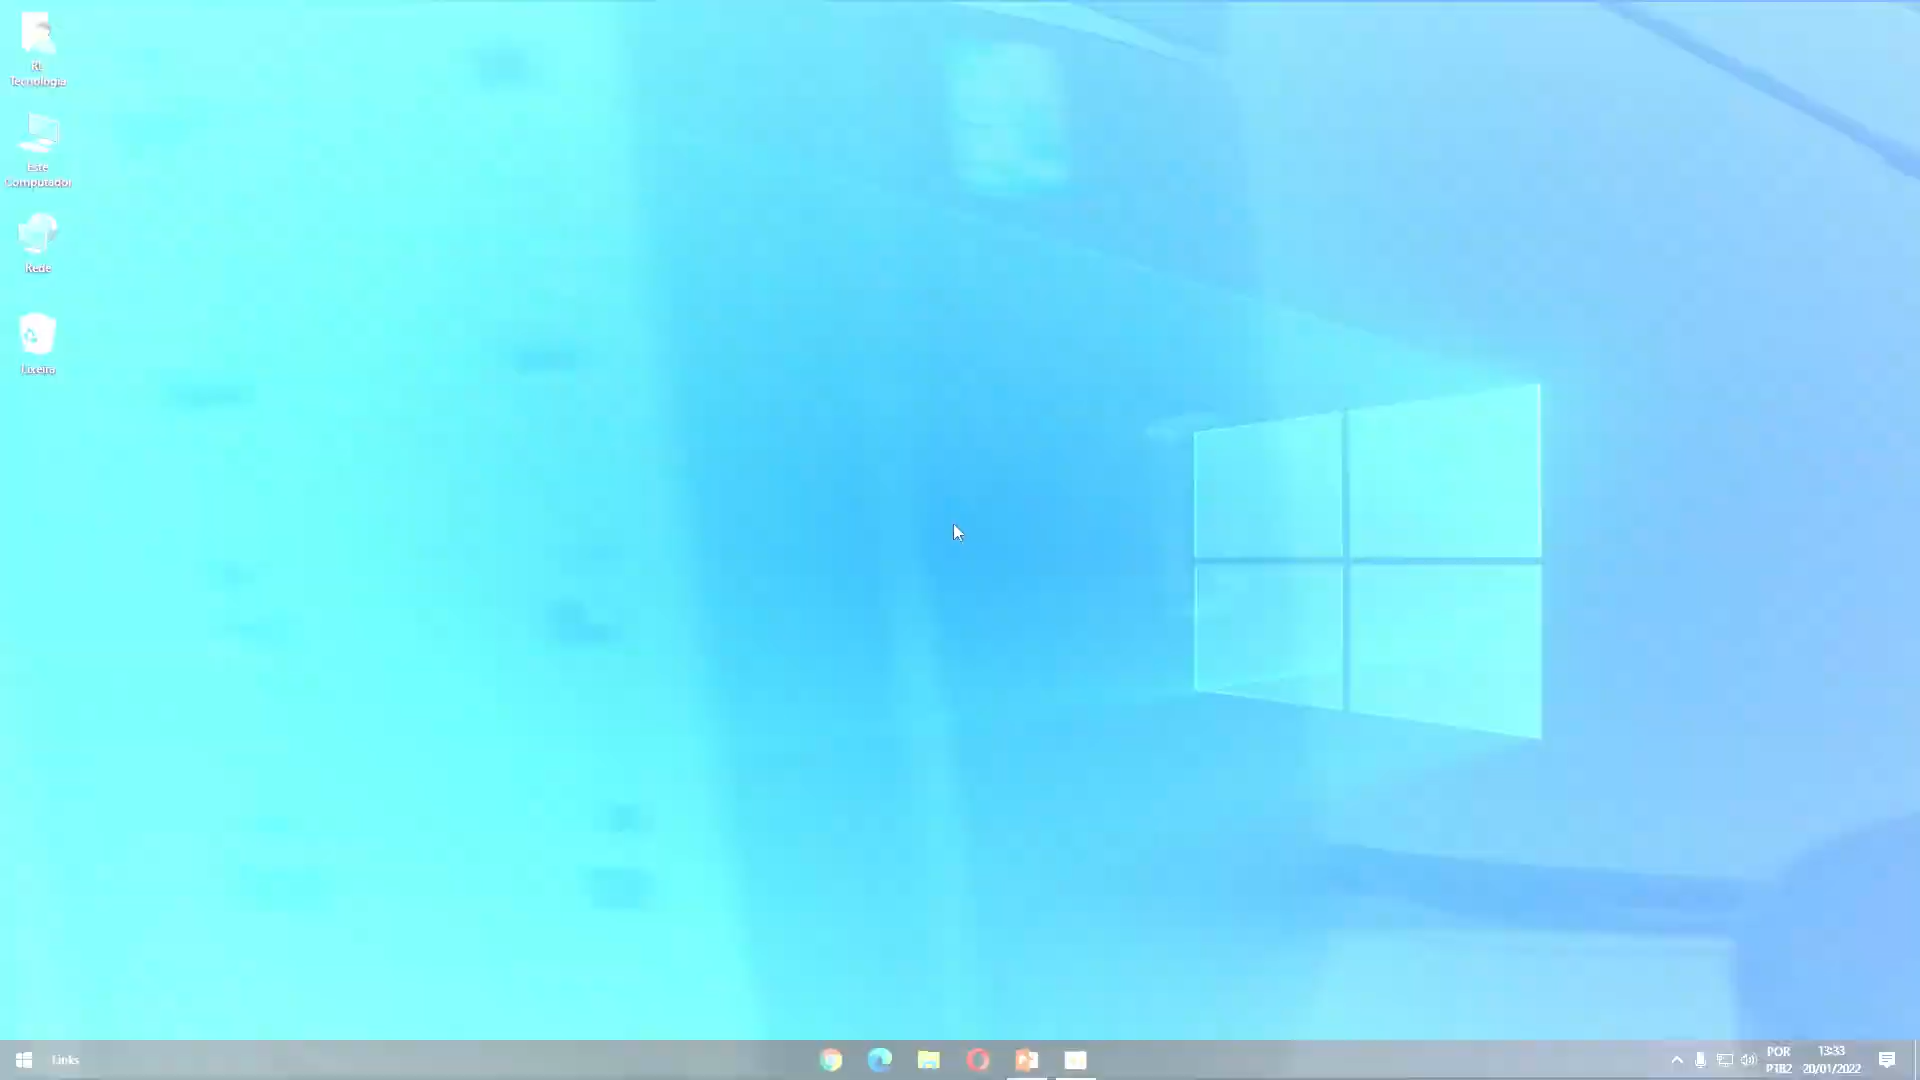 RL
Tecnologia
Este
Computador
Rede
Lixeira
Links
POR
PTB2
13:33
20/01/2022